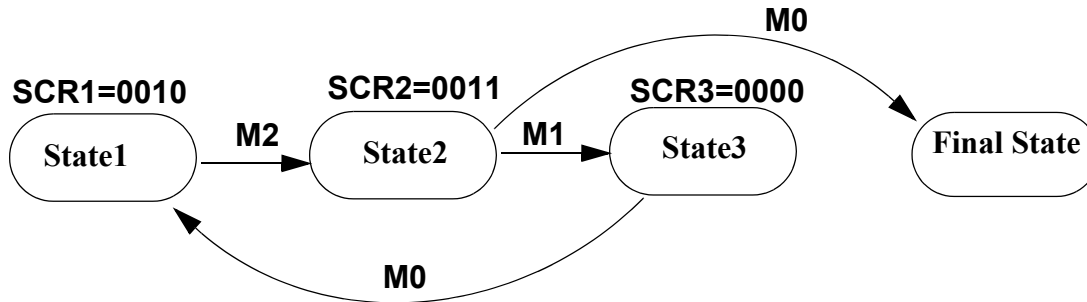 M0
SCR1=0010
SCR2=0011
SCR3=0000
State1
M2
State2
M1
State3
Final State
M0